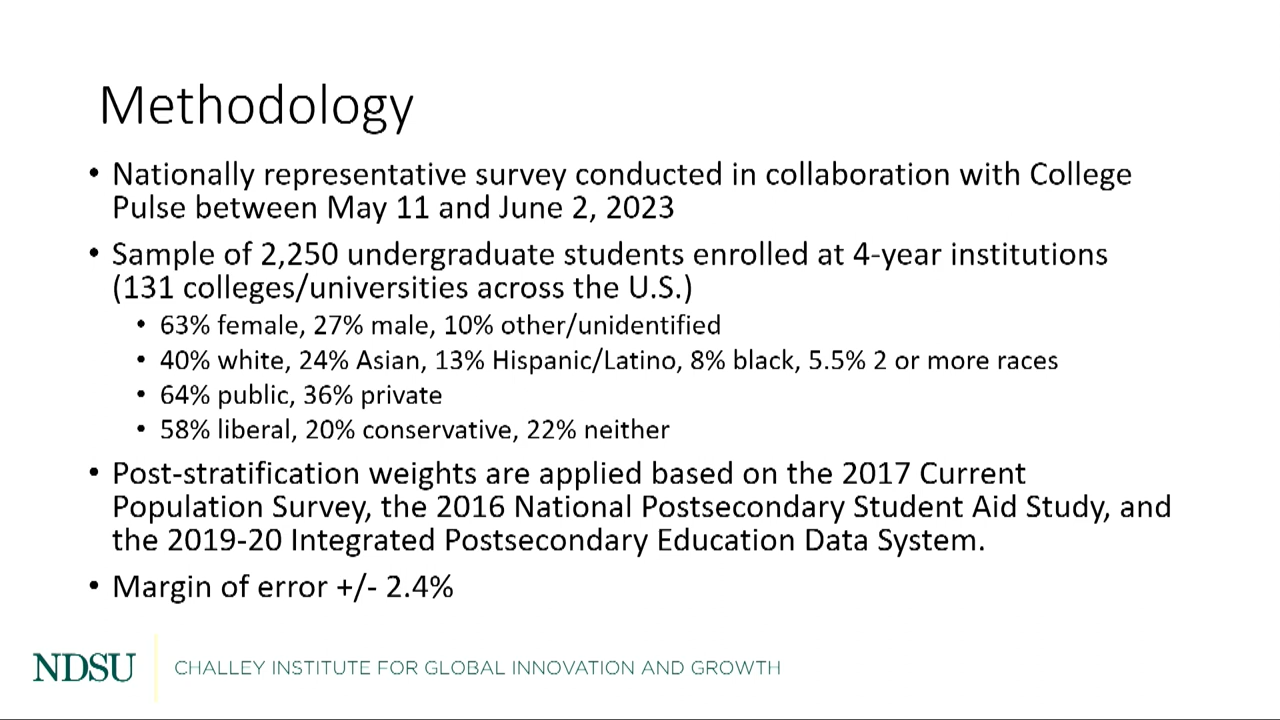 Methodology
• Nationally representative survey conducted in collaboration with College
Pulse between May 11 and June 2, 2023
• Sample of 2,250 undergraduate students enrolled at 4-year institutions
(131 colleges/universities across the U.S.)
• 63% female, 27% male, 10% other/unidentified
• 40% white, 24% Asian, 13% Hispanic/Latino, 8% black, 5.5% 2 or more races
• 64% public, 36% private
• 58% liberal, 20% conservative, 22% neither
• Post-stratification weights are applied based on the 2017 Current
Population Survey, the 2016 National Postsecondary Student Aid Study, and
the 2019-20 Integrated Postsecondary Education Data System.
• Margin of error +/- 2.4%
NDSU CHALLEY INSTITUTE FOR GLOBAL INNOVATION AND GROWTH